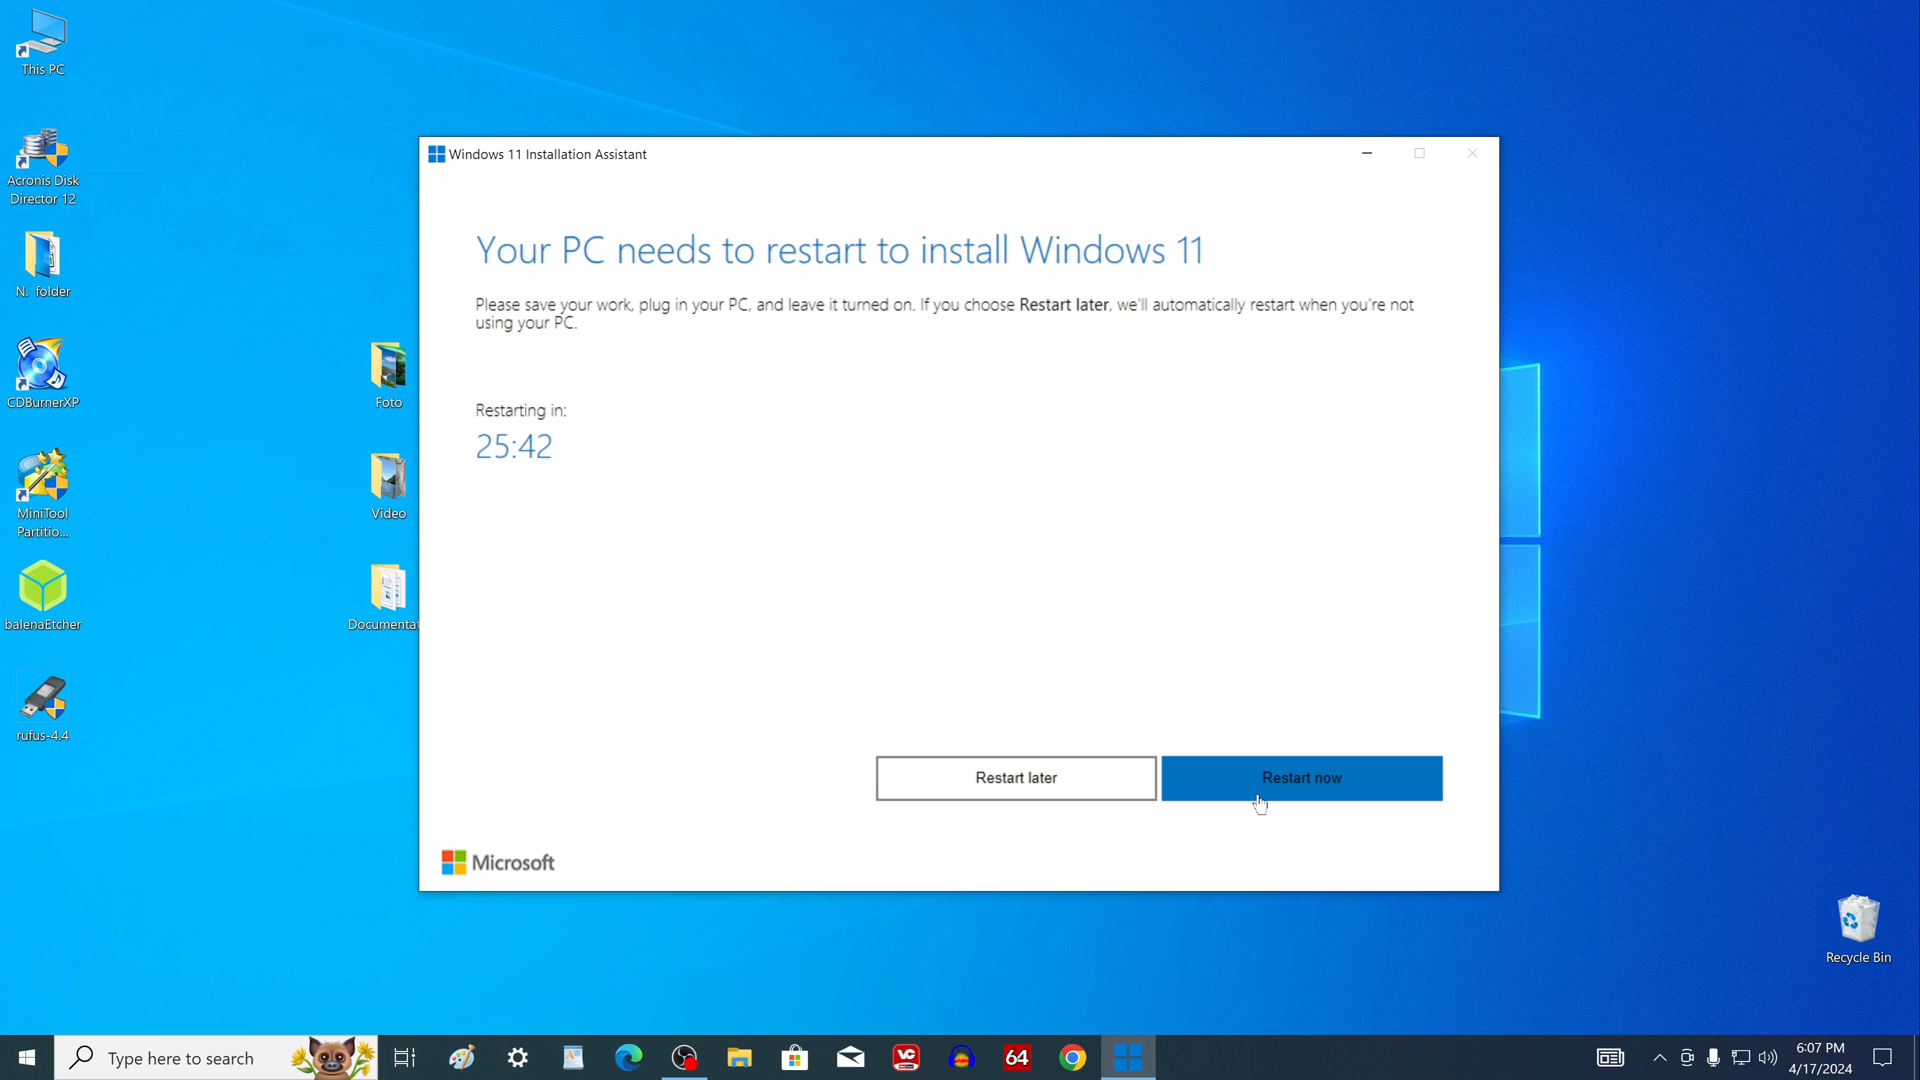 This PC
Acronis Disk
Director 12
N. folder
CDBurnerXP
MiniTool
Partitio...
balenaEtcher
rufus-4.4
Foto
Video
Documentat
Windows 11 Installation Assistant
Your PC needs to restart to install Windows 11
Please save your work, plug in your PC, and leave it turned on. If you choose Restart later, we'll automatically restart when you're not
using your PC.
Restarting in:
25:42
Restart later
Restart now
Microsoft
Recycle Bin
Type here to search
VC
64
6:07 PM
4/17/2024